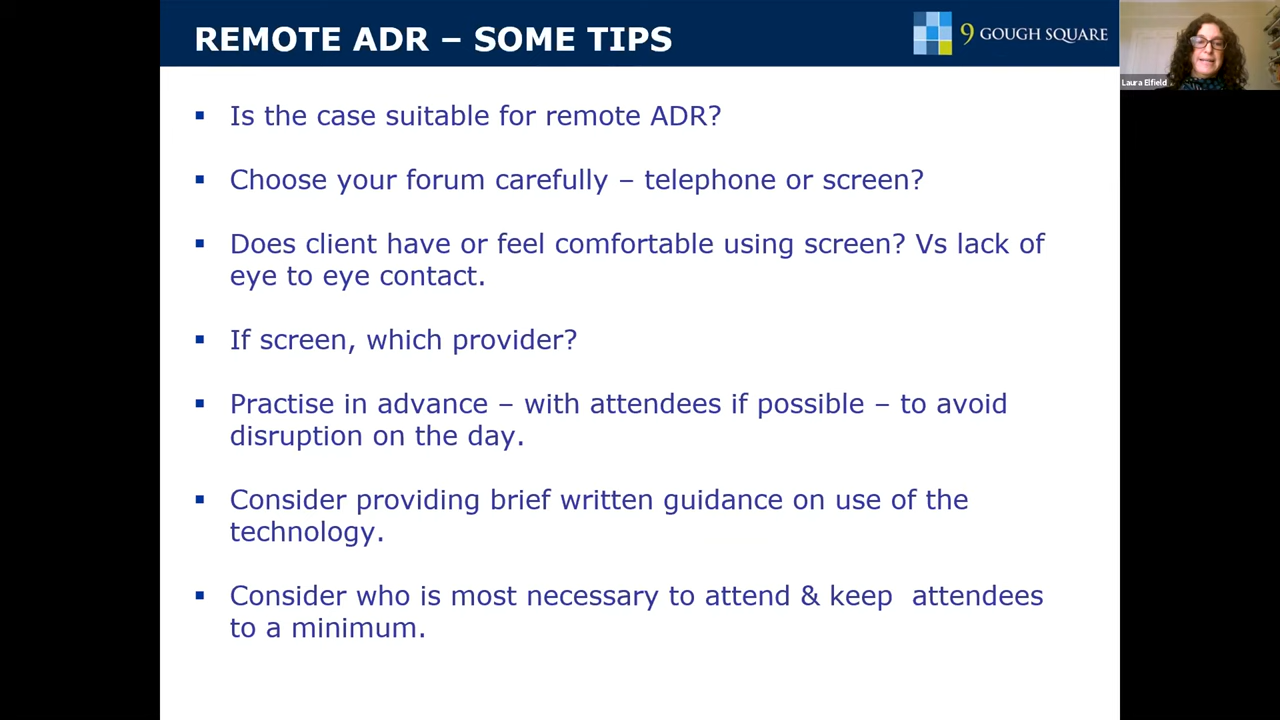 REMOTE ADR – SOME TIPS
9 GOUGH SQUARE
Laura Elfield
▪ Is the case suitable for remote ADR?
▪ Choose your forum carefully – telephone or screen?
▪ Does client have or feel comfortable using screen? Vs lack of
eye to eye contact.
▪ If screen, which provider?
▪ Practise in advance – with attendees if possible – to avoid
disruption on the day.
▪ Consider providing brief written guidance on use of the
technology.
▪ Consider who is most necessary to attend & keep  attendees
to a minimum.